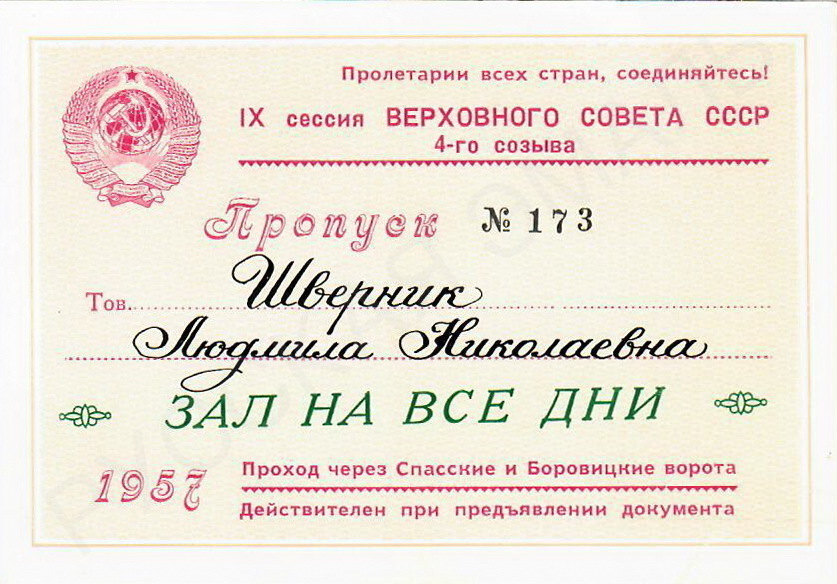 Пролетарии всех стран, соединяйтесь!
IX сессия ВЕРХОВНОГО СОВЕТА СССР
4-го созыва
Пропуск № 173
Тов. Шверник
Людмила Николаевна
ЗАЛ НА ВСЕ ДНИ
1957
Проход через Спасские и Боровицкие ворота
Действителен при предъявлении документа